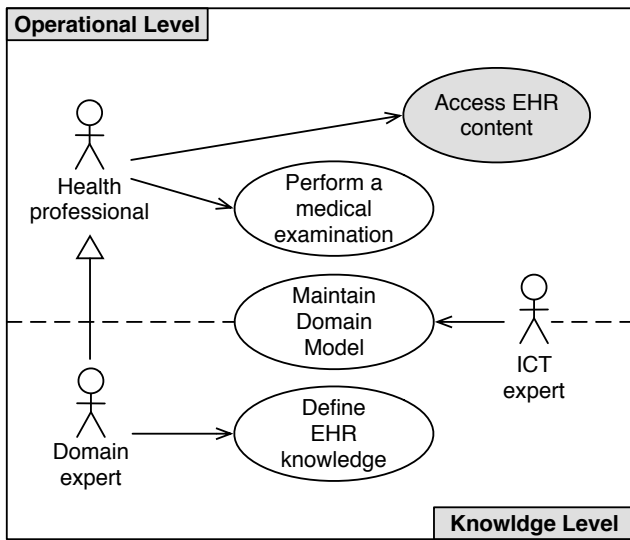 Operational Level
Access EHR
content
Health
professional
Perform a
medical
examination
Maintain
Domain
Model
ICT
expert
Domain
expert
Define
EHR
knowledge
Knowldge Level